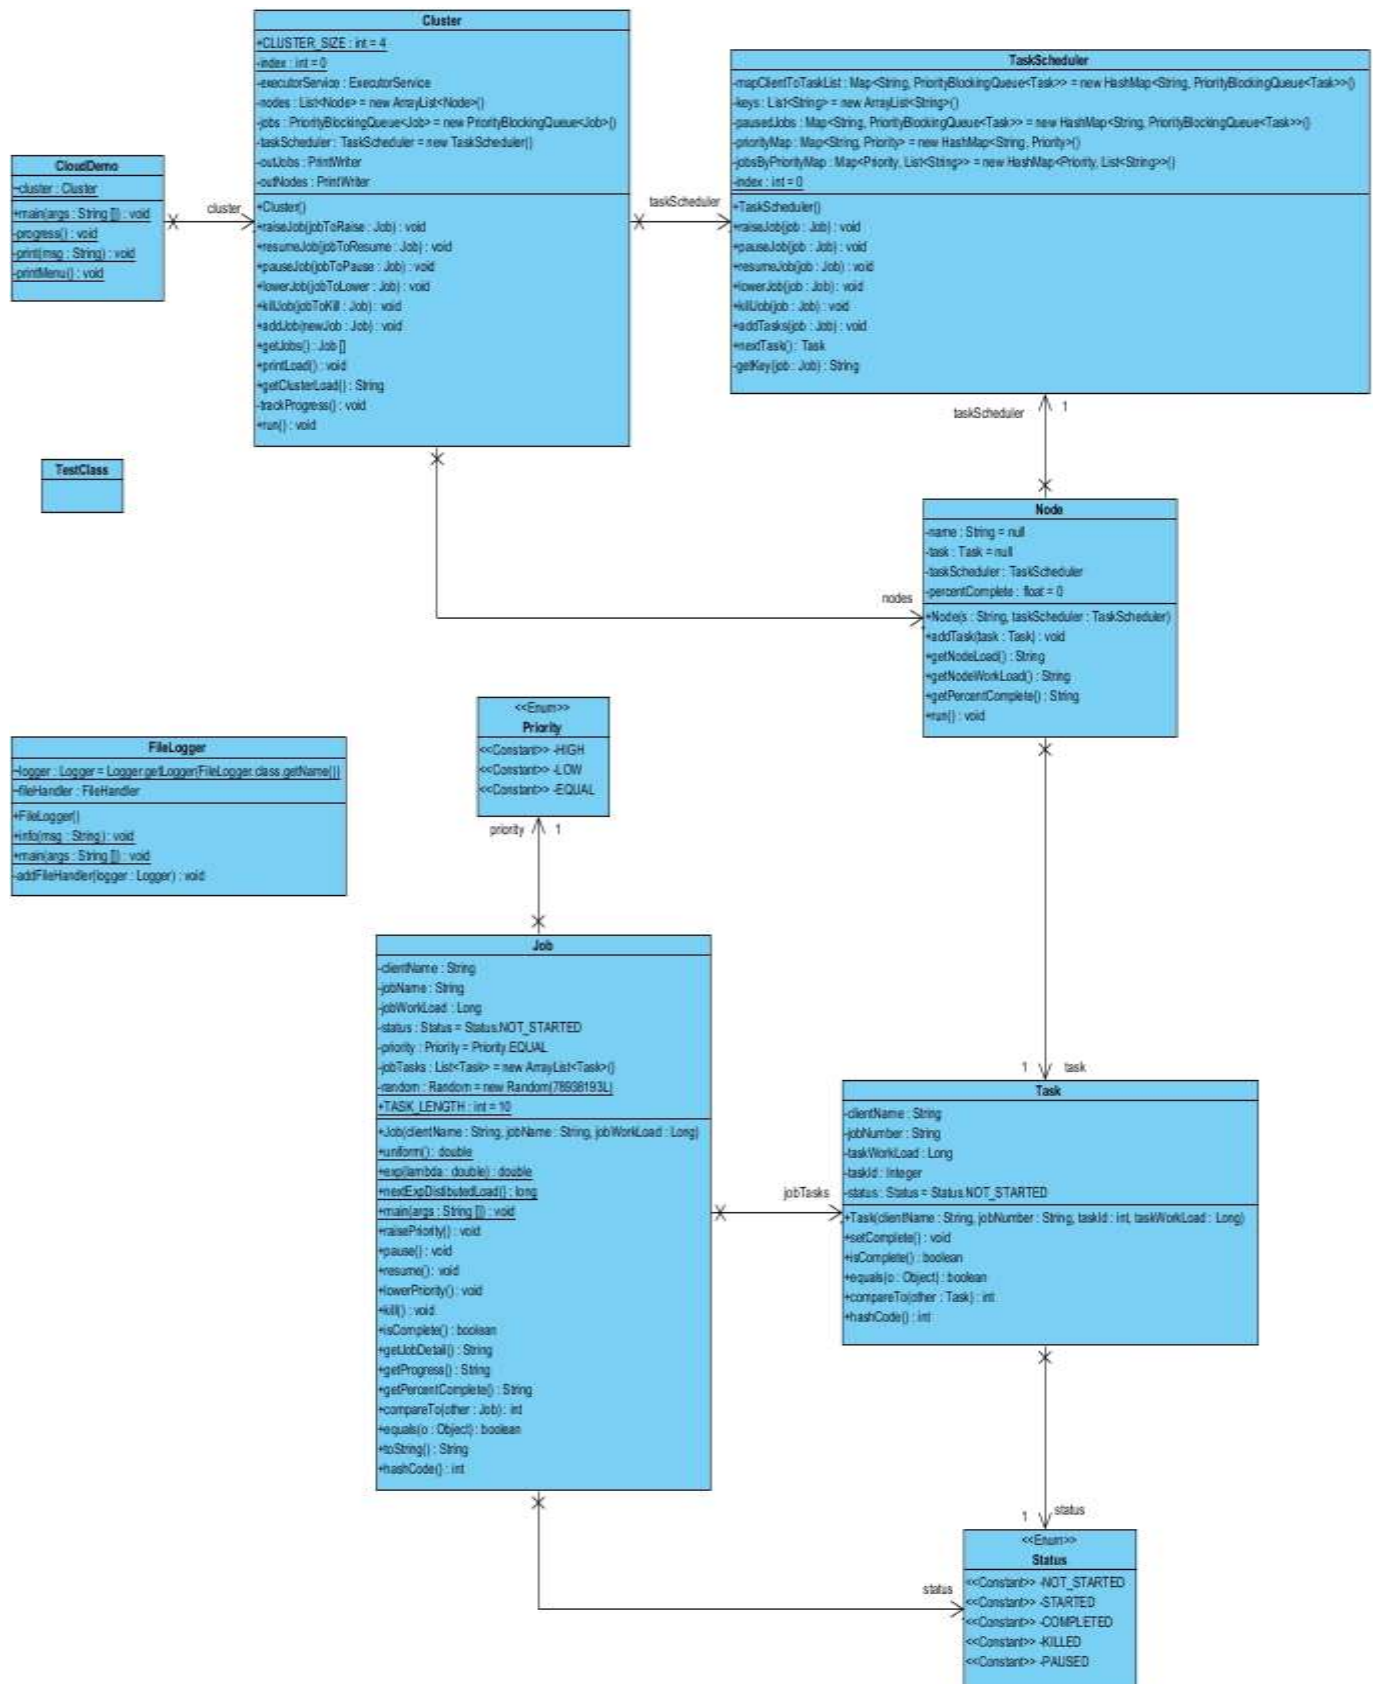 Cluster
+CLUSTER_SIZE : int = 4
-index : int = 0
-executorService : ExecutorService
-nodes : List<Node> = new ArrayList<Node>()
-jobs : PriorityBlockingQueue<Job> = new PriorityBlockingQueue<Job>()
-taskScheduler : TaskScheduler = new TaskScheduler()
-outJobs : PrintWriter
-outNodes : PrintWriter
+Cluster()
+raiseJob(jobToRaise : Job) : void
+resumeJob(jobToResume : Job) : void
+pauseJob(jobToPause : Job) : void
+lowerJob(jobToLower : Job) : void
+killJob(jobToKill : Job) : void
+addJob(newJob : Job) : void
+getJobs() : Job []
+printLoad() : void
+getClusterLoad() : String
-trackProgress() : void
+run() : void
TaskScheduler
-mapClientToTaskList : Map<String, PriorityBlockingQueue<Task>> = new HashMap<String, PriorityBlockingQueue<Task>>()
-keys : List<String> = new ArrayList<String>()
-pausedJobs : Map<String, PriorityBlockingQueue<Task>> = new HashMap<String, PriorityBlockingQueue<Task>>()
-priorityMap : Map<String, Priority> = new HashMap<String, Priority>()
-jobsByPriorityMap : Map<Priority, List<String>> = new HashMap<Priority, List<String>>()
-index : int = 0
+TaskScheduler()
+raiseJob(job : Job) : void
+pauseJob(job : Job) : void
+resumeJob(job : Job) : void
+lowerJob(job : Job) : void
+killJob(job : Job) : void
+addTasks(job : Job) : void
+nextTask() : Task
-getKey(job : Job) : String
CloudDemo
~cluster : Cluster
+main(args : String []) : void
-progress() : void
-print(msg : String) : void
-printMenu() : void
cluster
taskScheduler
taskScheduler
1
TestClass
Node
-name : String = null
-task : Task = null
-taskScheduler : TaskScheduler
-percentComplete : float = 0
+Node(s : String, taskScheduler : TaskScheduler)
+addTask(task : Task) : void
+getNodeLoad() : String
+getNodeWorkLoad() : String
+getPercentComplete() : String
+run() : void
nodes
<<Enum>>
Priority
<<Constant>> -HIGH
<<Constant>> -LOW
<<Constant>> -EQUAL
priority
1
FileLogger
~logger : Logger = Logger.getLogger(FileLogger.class.getName())
~fileHandler : FileHandler
+FileLogger()
+info(msg : String) : void
+main(args : String []) : void
-addFileHandler(logger : Logger) : void
Job
-clientName : String
-jobName : String
-jobWorkLoad : Long
-status : Status = Status.NOT_STARTED
-priority : Priority = Priority.EQUAL
-jobTasks : List<Task> = new ArrayList<Task>()
-random : Random = new Random(78938193L)
+TASK_LENGTH : int = 10
+Job(clientName : String, jobName : String, jobWorkLoad : Long)
+uniform() : double
+exp(lambda : double) : double
+nextExpDistibutedLoad() : long
+main(args : String []) : void
+raisePriority() : void
+pause() : void
+resume() : void
+lowerPriority() : void
+kill() : void
+isComplete() : boolean
+getJobDetail() : String
+getProgress() : String
+getPercentComplete() : String
+compareTo(other : Job) : int
+equals(o : Object) : boolean
+toString() : String
+hashCode() : int
jobTasks
1
task
Task
-clientName : String
-jobNumber : String
-taskWorkLoad : Long
-taskId : Integer
-status : Status = Status.NOT_STARTED
+Task(clientName : String, jobNumber : String, taskId : int, taskWorkLoad : Long)
+setComplete() : void
+isComplete() : boolean
+equals(o : Object) : boolean
+compareTo(other : Task) : int
+hashCode() : int
1
status
status
<<Enum>>
Status
<<Constant>> -NOT_STARTED
<<Constant>> -STARTED
<<Constant>> -COMPLETED
<<Constant>> -KILLED
<<Constant>> -PAUSED